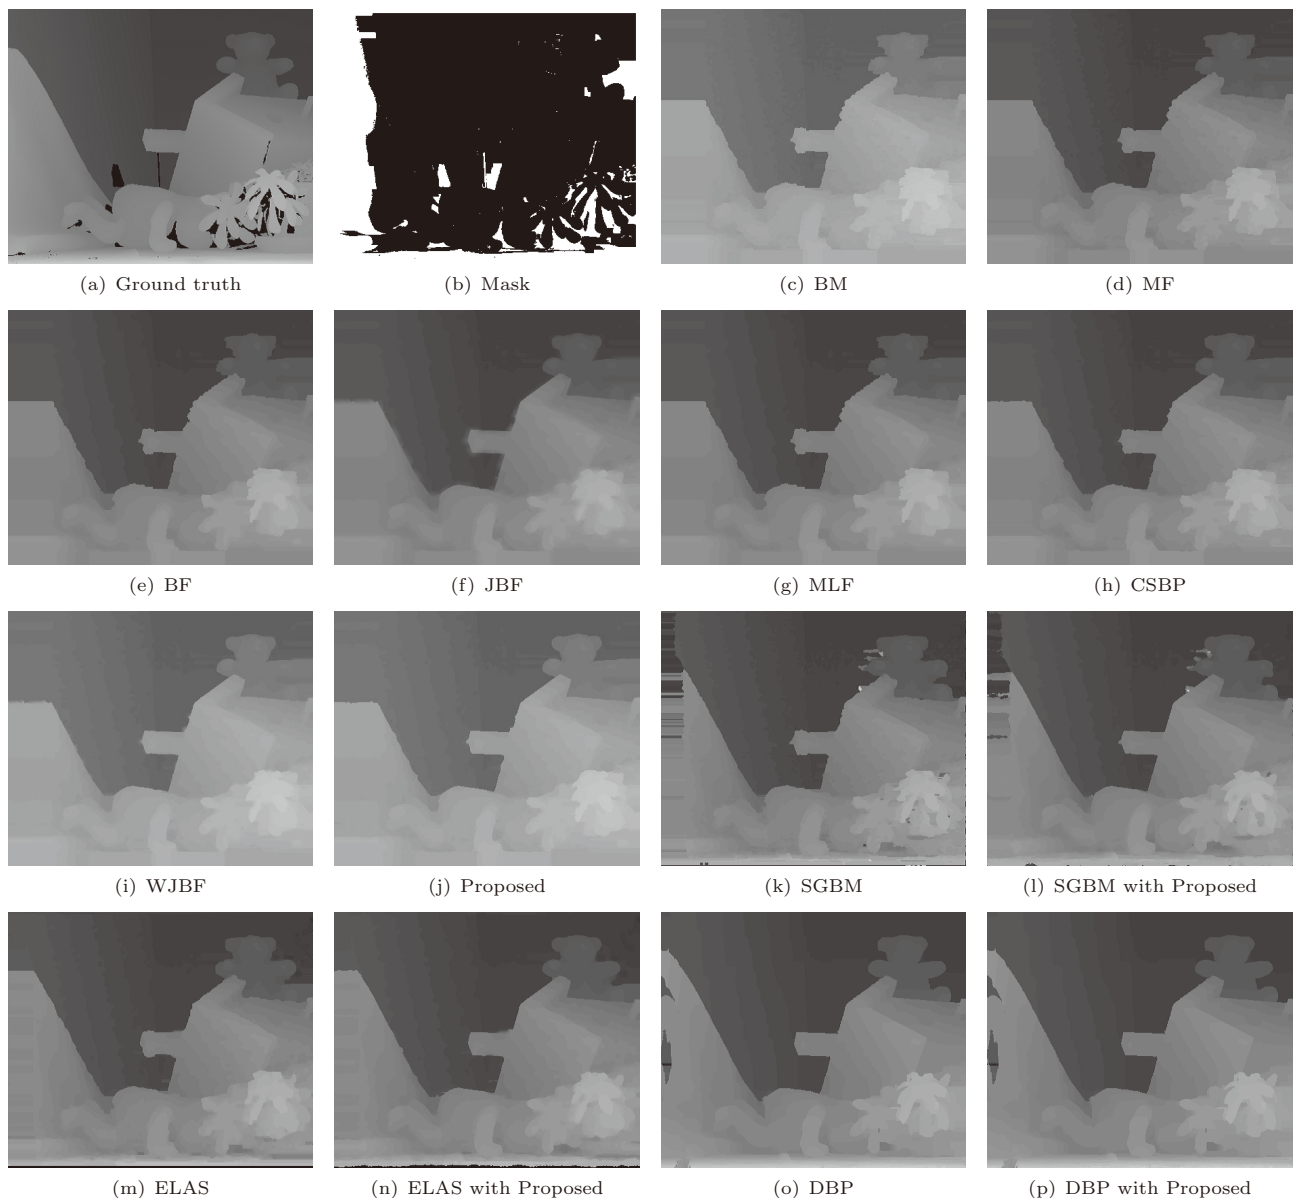 (a) Ground truth
(b) Mask
(c) BM
(d) MF
(e) BF
(f) JBF
(g) MLF
(h) CSBP
(i) WJBF
(j) Proposed
(k) SGBM
(l) SGBM with Proposed
(m) ELAS
(n) ELAS with Proposed
(o) DBP
(p) DBP with Proposed